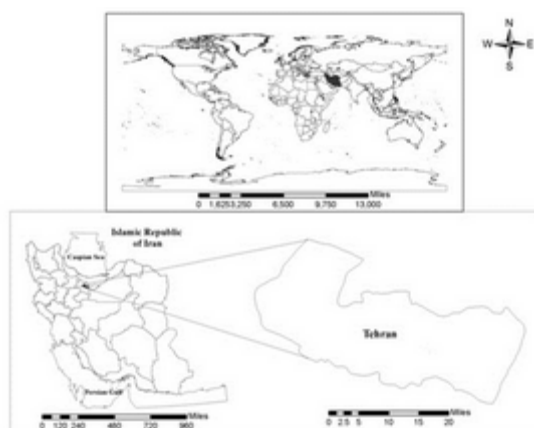 N
W E
S
Miles
0 1,625 3,250 6,500 9,750 13,000
Islamic Republic
of Iran
Caspian Sea
Tehran
Persian Gulf
Miles
0 120 240 480 720 960
Miles
0 2.5 5 10 15 20